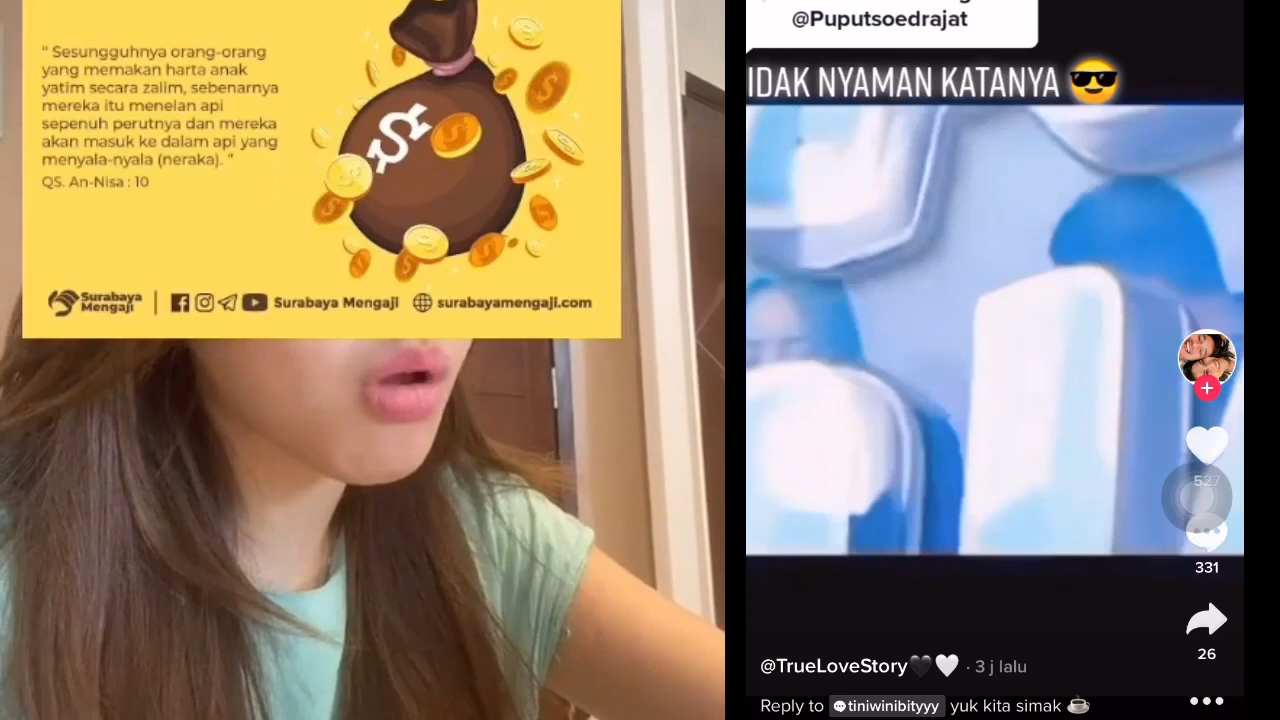 “ Sesungguhnya orang-orang
yang memakan harta anak
yatim secara zalim, sebenarnya
mereka itu menelan api
sepenuh perutnya dan mereka
akan masuk ke dalam api yang
menyala-nyala (neraka). ”
QS. An-Nisa : 10
Surabaya
Mengaji
Surabaya Mengaji
surabayamengaji.com
@Puputsoedrajat
IDAK NYAMAN KATANYA 😎
527
331
26
@TrueLoveStory🖤🤍 · 3 j lalu
Reply to tiniwinibityyy yuk kita simak ☕